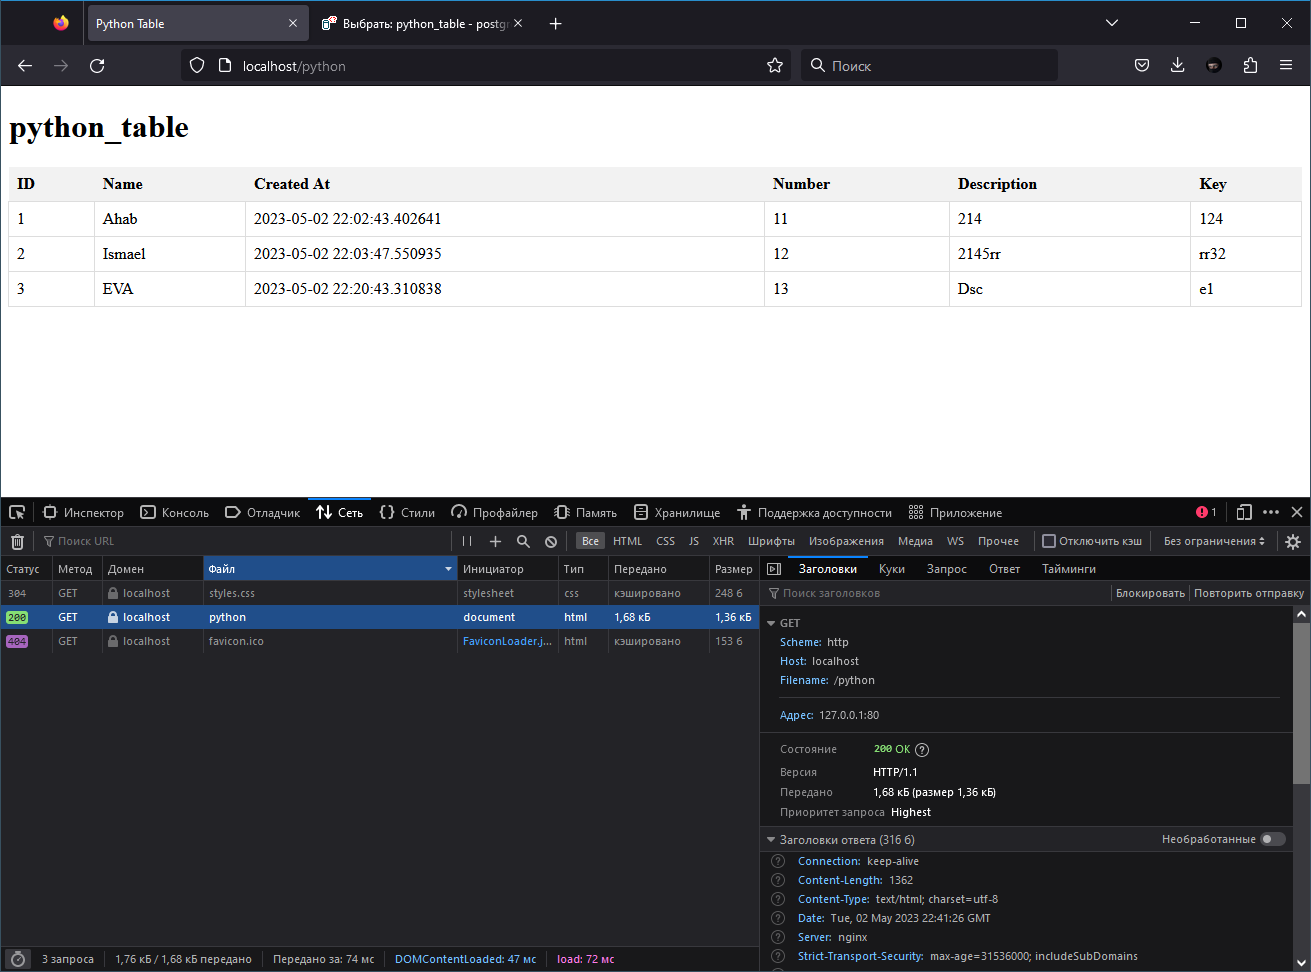 Python Table
Выбрать: python_table - postgr
localhost/python
Поиск
python_table
ID Name Created At Number Description Key
1 Ahab 2023-05-02 22:02:43.402641 11 214 124
2 Ismael 2023-05-02 22:03:47.550935 12 2145rr rr32
3 EVA 2023-05-02 22:20:43.310838 13 Dsc e1
Инспектор Консоль Отладчик Сеть Стили Профайлер Память Хранилище Поддержка доступности Приложение 1
Поиск URL Все HTML CSS JS XHR Шрифты Изображения Медиа WS Прочее Отключить кэш Без ограничения
Статус Метод Домен Файл Инициатор Тип Передано Размер
304 GET localhost styles.css stylesheet css кэшировано 248 б
200 GET localhost python document html 1,68 кБ 1,36 кБ
404 GET localhost favicon.ico FaviconLoader.j... html кэшировано 153 б
Заголовки Куки Запрос Ответ Тайминги
Поиск заголовков Блокировать Повторить отправку
GET
Scheme: http
Host: localhost
Filename: /python
Адрес: 127.0.0.1:80
Состояние 200 OK
Версия HTTP/1.1
Передано 1,68 кБ (размер 1,36 кБ)
Приоритет запроса Highest
Заголовки ответа (316 б) Необработанные
Connection: keep-alive
Content-Length: 1362
Content-Type: text/html; charset=utf-8
Date: Tue, 02 May 2023 22:41:26 GMT
Server: nginx
Strict-Transport-Security: max-age=31536000; includeSubDomains
3 запроса 1,76 кБ / 1,68 кБ передано Передано за: 74 мс DOMContentLoaded: 47 мс load: 72 мс